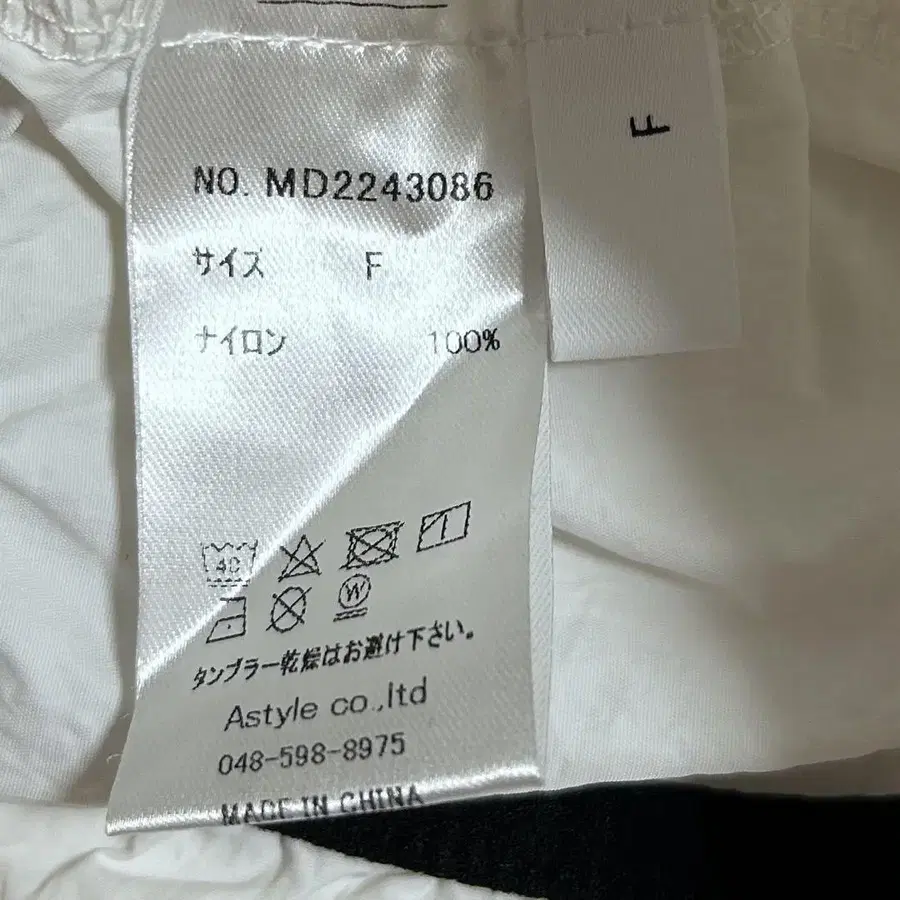 NO. MD2243086
サイズ F
ナイロン 100%
40
W
タンブラー乾燥はお避け下さい。
Astyle co.,ltd
048-598-8975
MADE IN CHINA
F